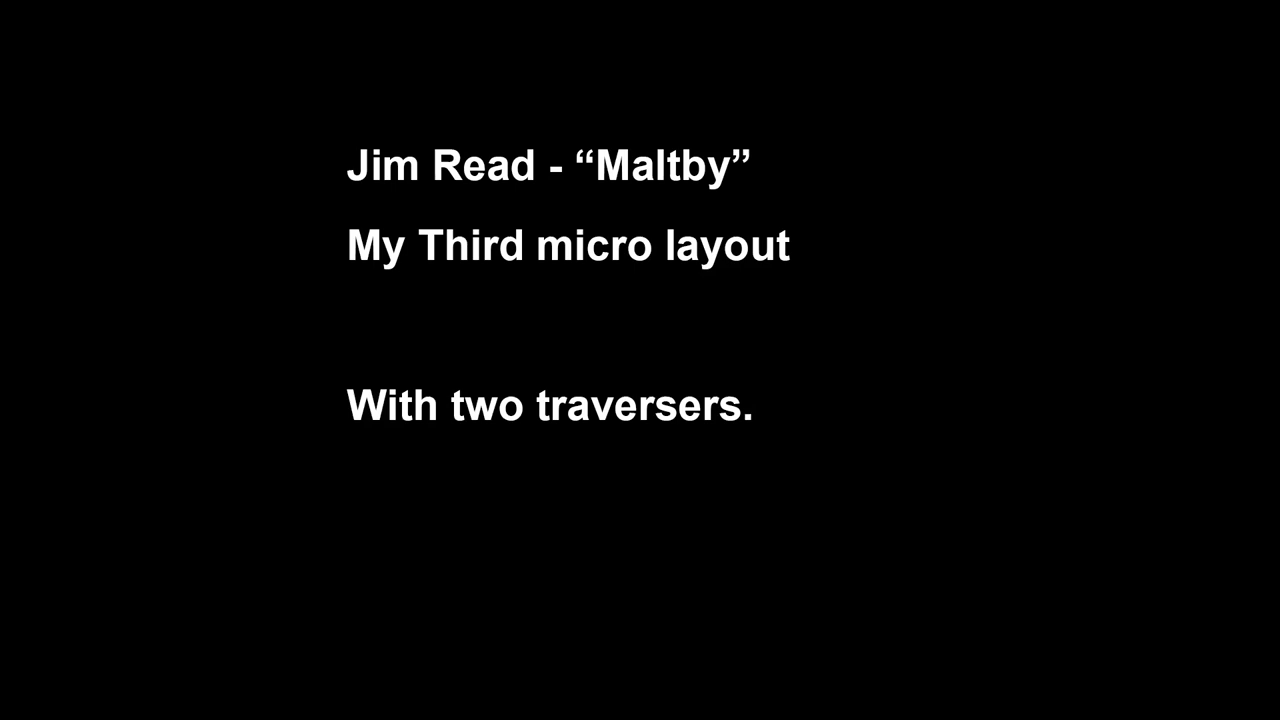 Jim Read - “Maltby”
My Third micro layout
With two traversers.